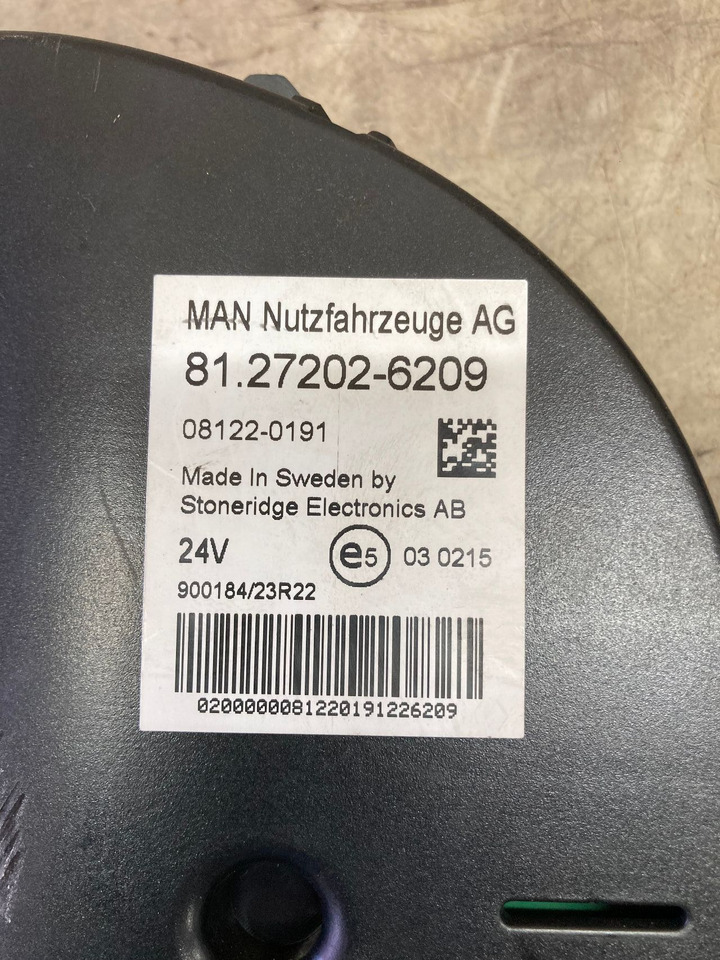 MAN Nutzfahrzeuge AG
81.27202-6209
08122-0191
Made In Sweden by
Stoneridge Electronics AB
24V e5 03 0215
900184/23R22
0200000081220191226209